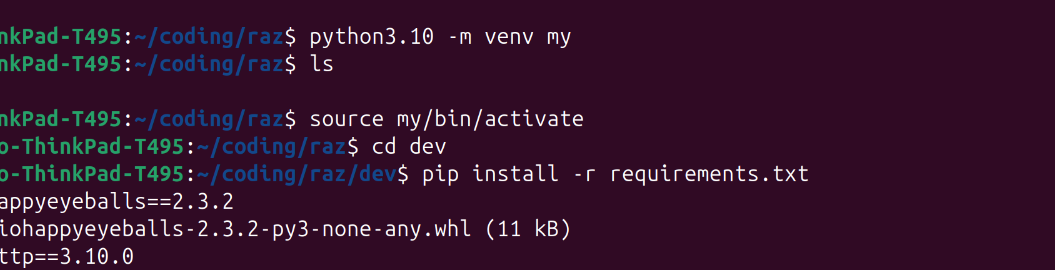 nkPad-T495:~/coding/raz$ python3.10 -m venv my
nkPad-T495:~/coding/raz$ ls
nkPad-T495:~/coding/raz$ source my/bin/activate
o-ThinkPad-T495:~/coding/raz$ cd dev
o-ThinkPad-T495:~/coding/raz/dev$ pip install -r requirements.txt
appyeyeballs==2.3.2
iohappyeyeballs-2.3.2-py3-none-any.whl (11 kB)
ttp==3.10.0